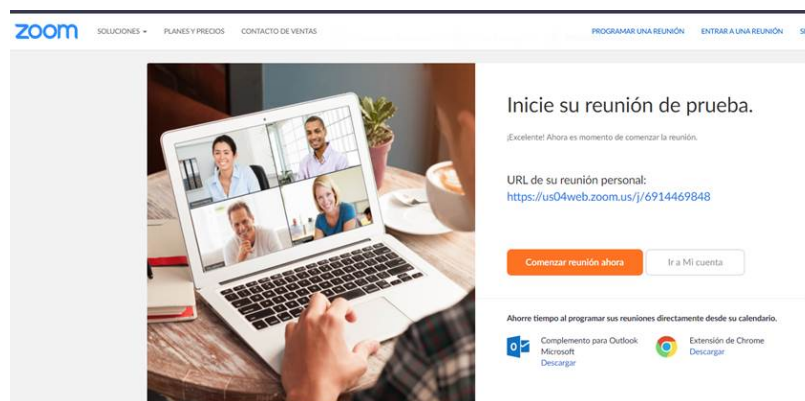 zoom
SOLUCIONES PLANES Y PRECIOS CONTACTO DE VENTAS PROGRAMAR UNA REUNIÓN ENTRAR A UNA REUNIÓN
Inicie su reunión de prueba.
¡Excelente! Ahora es momento de comenzar la reunión.
URL de su reunión personal:
https://us04web.zoom.us/j/6914469848
Comenzar reunión ahora Ir a Mi cuenta
Ahorre tiempo al programar sus reuniones directamente desde su calendario.
Complemento para Outlook
Microsoft
Descargar
Extensión de Chrome
Descargar